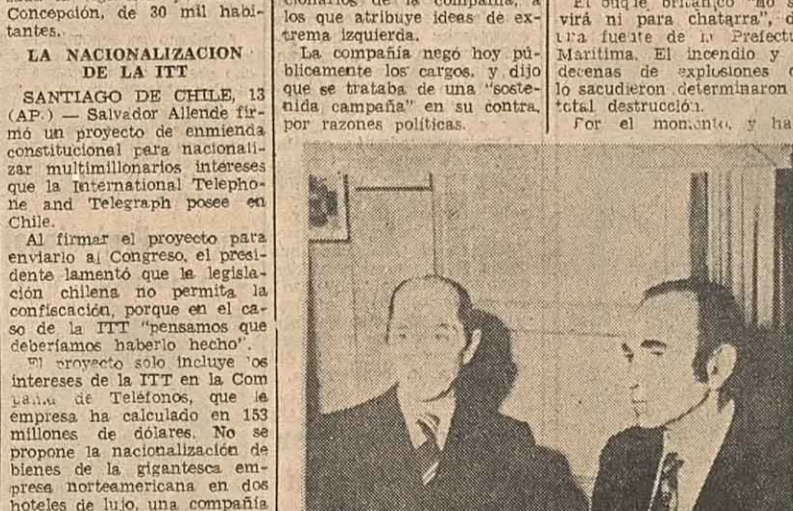 Concepción, de 30 mil habi-
tantes.
LA NACIONALIZACION
DE LA ITT
SANTIAGO DE CHILE, 13
(AP.) — Salvador Allende fir-
mó un proyecto de enmienda
constitucional para nacionali-
zar multimillonarios intereses
que la International Telepho-
ne and Telegraph posee en
Chile.
Al firmar el proyecto para
enviarlo al Congreso, el presi-
dente lamentó que la legisla-
ción chilena no permita la
confiscación, porque en el ca-
so de la ITT "pensamos que
deberíamos haberlo hecho".
El proyecto sólo incluye los
intereses de la ITT en la Com
de Teléfonos, que la
empresa ha calculado en 153
millones de dólares. No se
propone la nacionalización de
bienes de la gigantesca em-
presa norteamericana en dos
hoteles de lujo, una compañía
cionarios de la compañía, a
los que atribuye ideas de ex-
trema izquierda.
La compañía negó hoy pú-
blicamente los cargos, y dijo
que se trataba de una "soste-
nida campaña" en su contra,
por razones políticas.
El buque británico "no s
virá ni para chatarra", d
una fuente de la Prefectu
Marítima. El incendio y
decenas de explosiones
lo sacudieron determinaron
total destrucción.
Por el momento, y ha